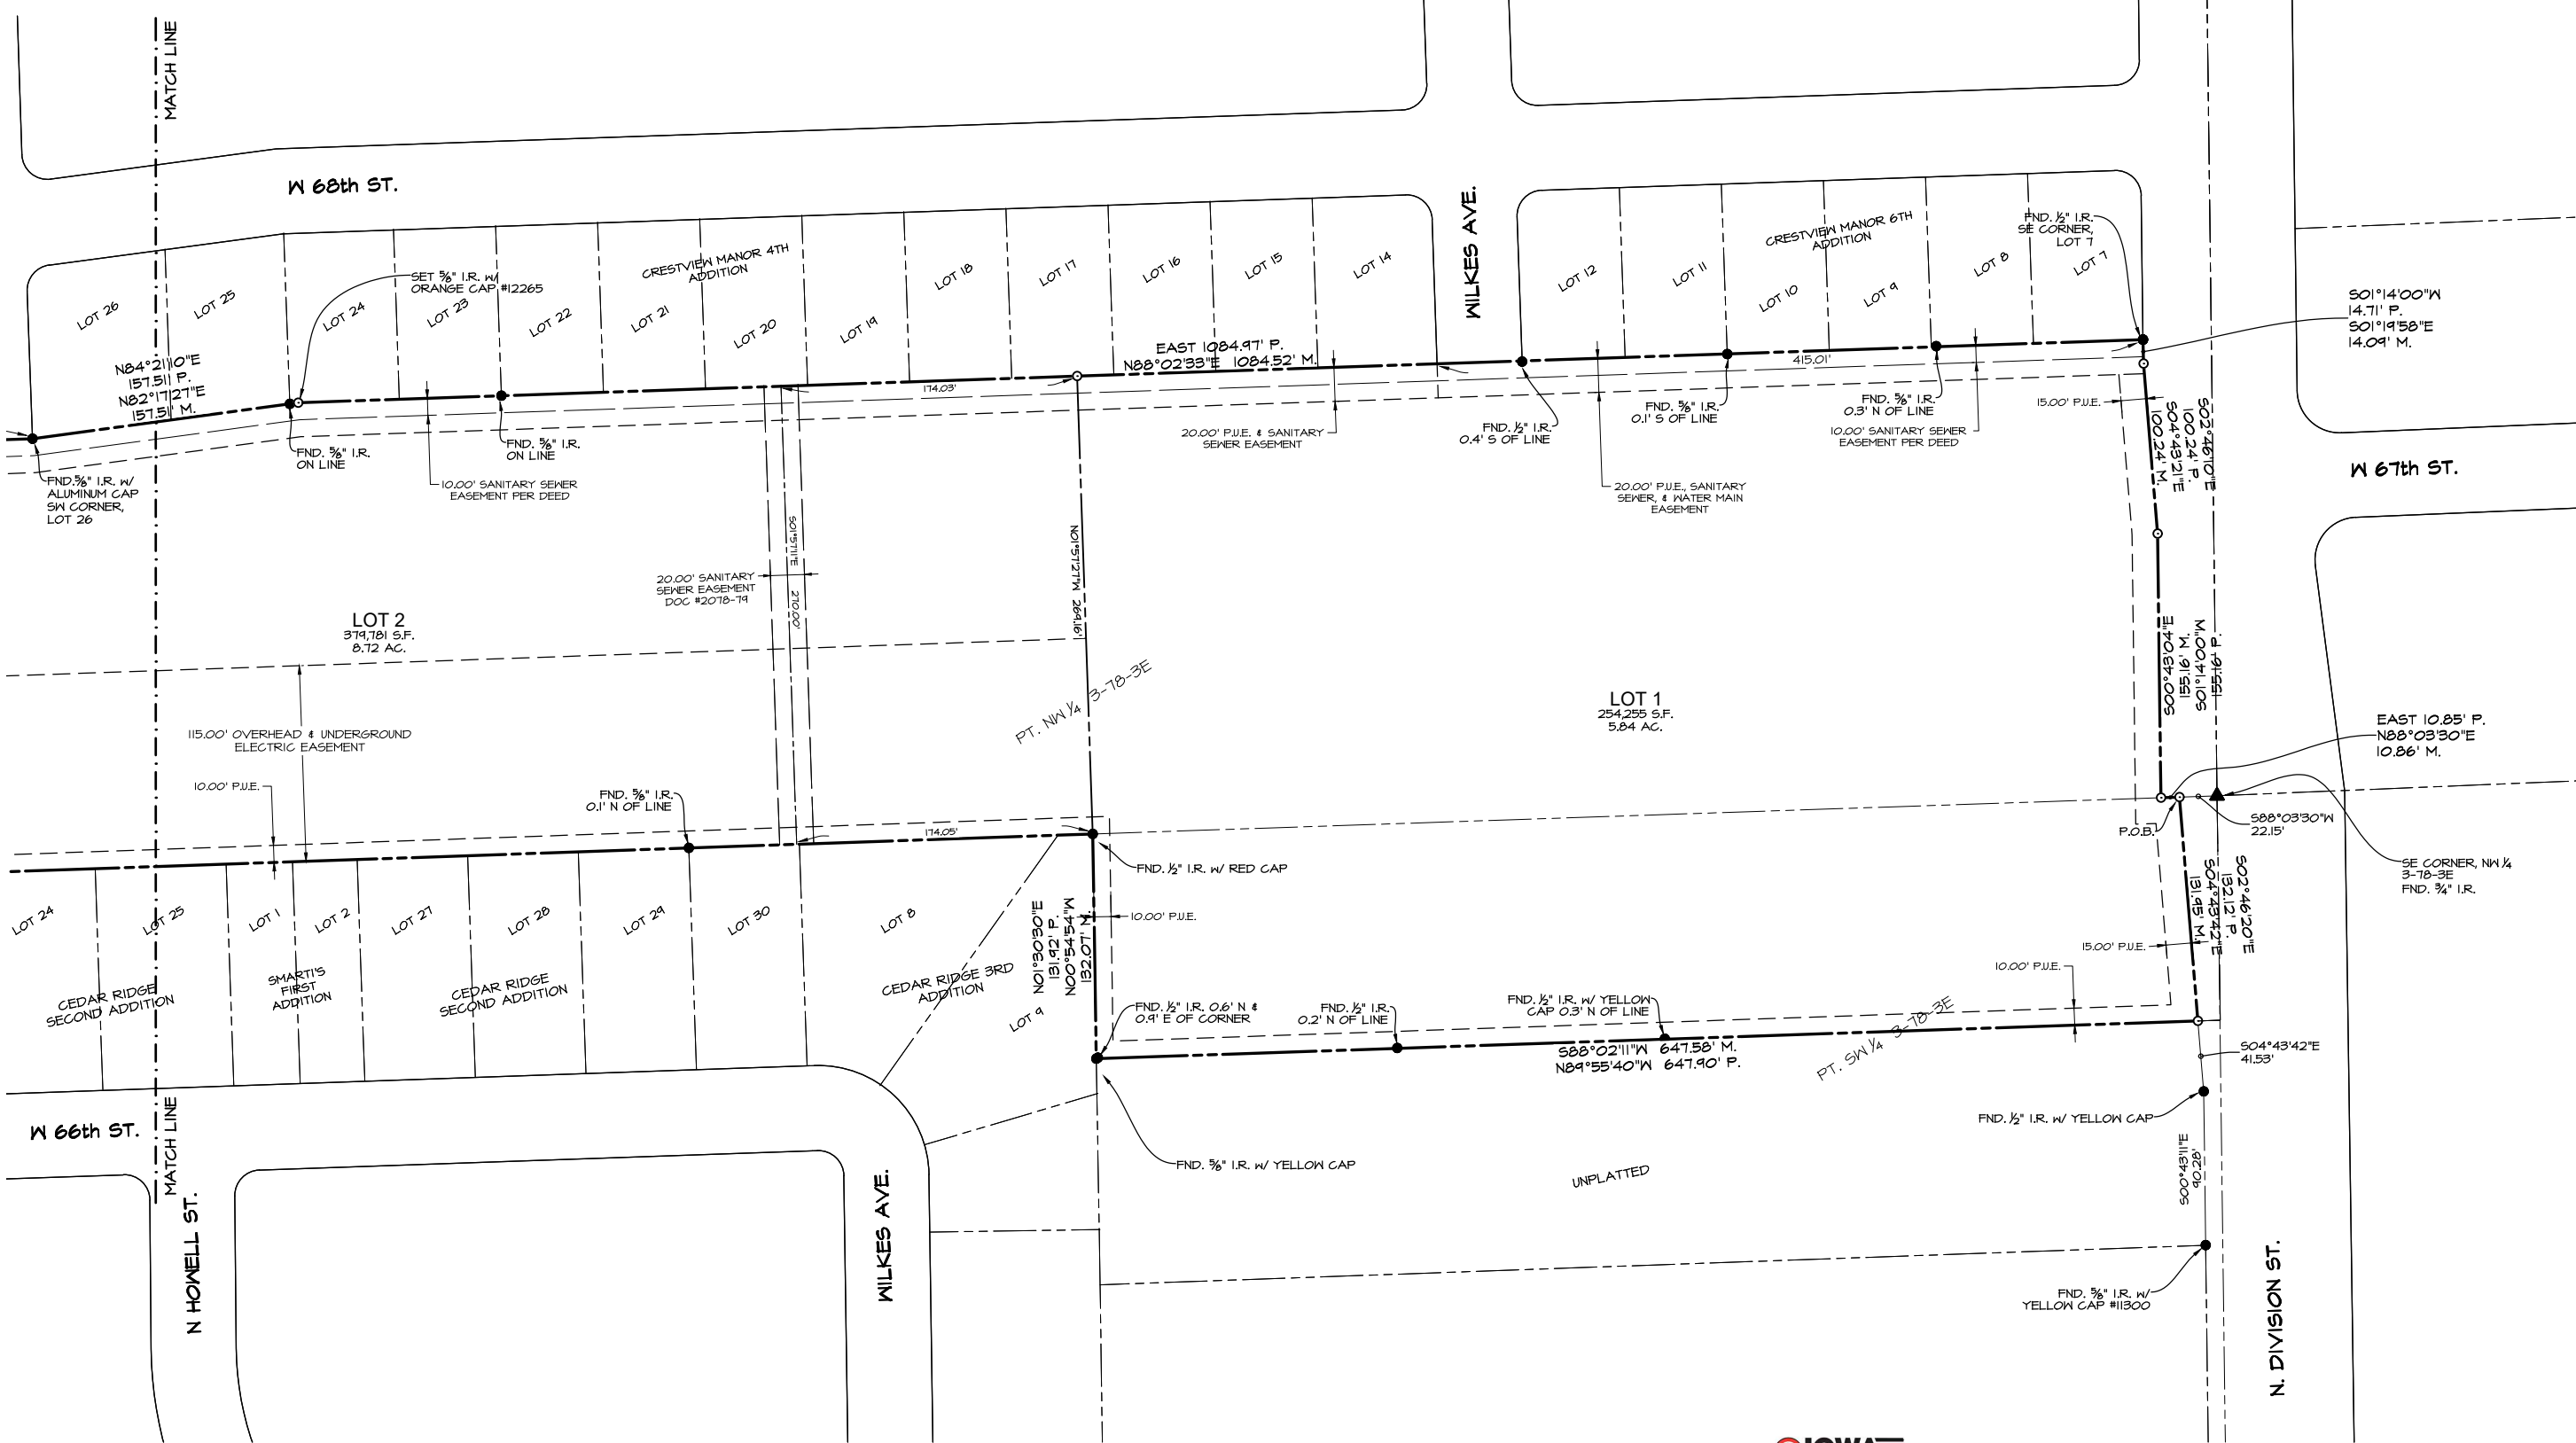 MATCH LINE
W 68th ST.
WILKES AVE.
CRESTVIEW MANOR 4TH
ADDITION
CRESTVIEW MANOR 6TH
ADDITION
FND. ½" I.R.
SE CORNER,
LOT 7
LOT 26
LOT 25
LOT 24
LOT 23
LOT 22
LOT 21
LOT 20
LOT 19
LOT 18
LOT 17
LOT 16
LOT 15
LOT 14
LOT 12
LOT 11
LOT 10
LOT 9
LOT 8
LOT 7
SET ⅝" I.R. W/
ORANGE CAP #12265
S01°14'00"W
14.71' P.
S01°19'58"E
14.09' M.
N84°21'10"E
157.51' P.
N82°17'27"E
157.51' M.
EAST 1084.97' P.
N88°02'33"E 1084.52' M.
174.03'
415.01'
FND. ⅝" I.R.
ON LINE
FND. ⅝" I.R.
ON LINE
20.00' P.U.E. & SANITARY
SEWER EASEMENT
FND. ½" I.R.
0.4' S OF LINE
FND. ⅝" I.R.
0.1' S OF LINE
FND. ⅝" I.R.
0.3' N OF LINE
10.00' SANITARY SEWER
EASEMENT PER DEED
15.00' P.U.E.
S02°46'10"E
100.24' P.
S04°43'21"E
100.24' M.
W 67th ST.
FND.⅝" I.R. W/
ALUMINUM CAP
SW CORNER,
LOT 26
10.00' SANITARY SEWER
EASEMENT PER DEED
20.00' P.U.E., SANITARY
SEWER, & WATER MAIN
EASEMENT
S01°57'11"E 270.00'
N01°57'27"W 269.16'
20.00' SANITARY
SEWER EASEMENT
DOC #2078-79
LOT 2
379,781 S.F.
8.72 AC.
PT. NW ¼ 3-78-3E
LOT 1
254,255 S.F.
5.84 AC.
155.16' P.
S01°14'00"W
155.16' M.
S00°43'04"E
EAST 10.85' P.
N88°03'30"E
10.86' M.
115.00' OVERHEAD & UNDERGROUND
ELECTRIC EASEMENT
10.00' P.U.E.
FND. ⅝" I.R.
0.1' N OF LINE
174.05'
P.O.B.
S88°03'30"W
22.15'
FND. ½" I.R. W/ RED CAP
SE CORNER, NW ¼
3-78-3E
FND. ¾" I.R.
LOT 24
LOT 25
LOT 1
LOT 2
LOT 27
LOT 28
LOT 29
LOT 30
LOT 8
N01°30'30"E
131.92' P.
N00°54'54"W
132.07' M.
10.00' P.U.E.
S02°46'20"E
132.12' P.
S04°43'42"E
131.95' M.
15.00' P.U.E.
10.00' P.U.E.
CEDAR RIDGE
SECOND ADDITION
SMARTI'S
FIRST
ADDITION
CEDAR RIDGE
SECOND ADDITION
CEDAR RIDGE 3RD
ADDITION
LOT 9
FND. ½" I.R. 0.6' N &
0.9' E OF CORNER
FND. ½" I.R.
0.2' N OF LINE
FND. ½" I.R. W/ YELLOW
CAP 0.3' N OF LINE
S88°02'11"W 647.58' M.
N89°55'40"W 647.90' P.
PT. SW ¼ 3-78-3E
S04°43'42"E
41.53'
FND. ½" I.R. W/ YELLOW CAP
W 66th ST.
MATCH LINE
FND. ⅝" I.R. W/ YELLOW CAP
UNPLATTED
S00°43'11"E
90.28'
N HOWELL ST.
WILKES AVE.
FND. ⅝" I.R. W/
YELLOW CAP #11300
N. DIVISION ST.
IOWA